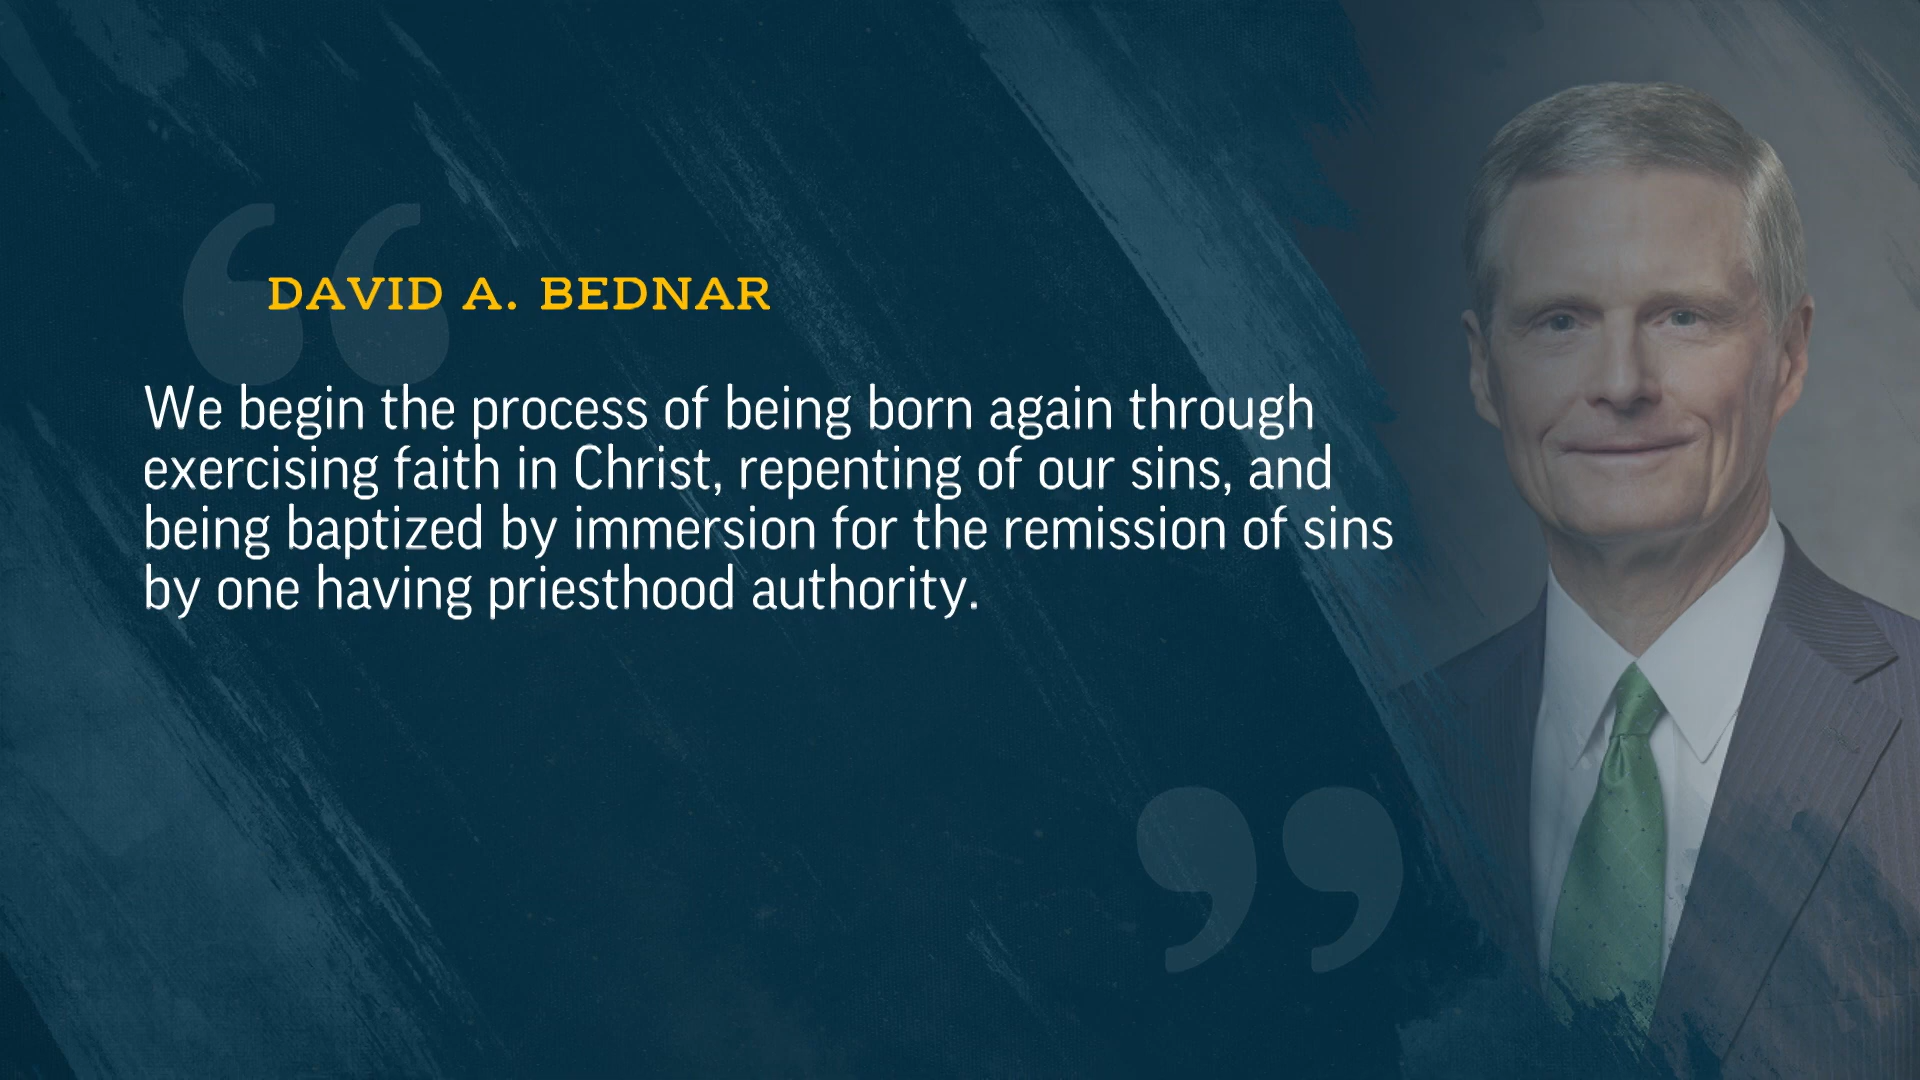 DAVID A. BEDNAR
We begin the process of being born again through
exercising faith in Christ, repenting of our sins, and
being baptized by immersion for the remission of sins
by one having priesthood authority.